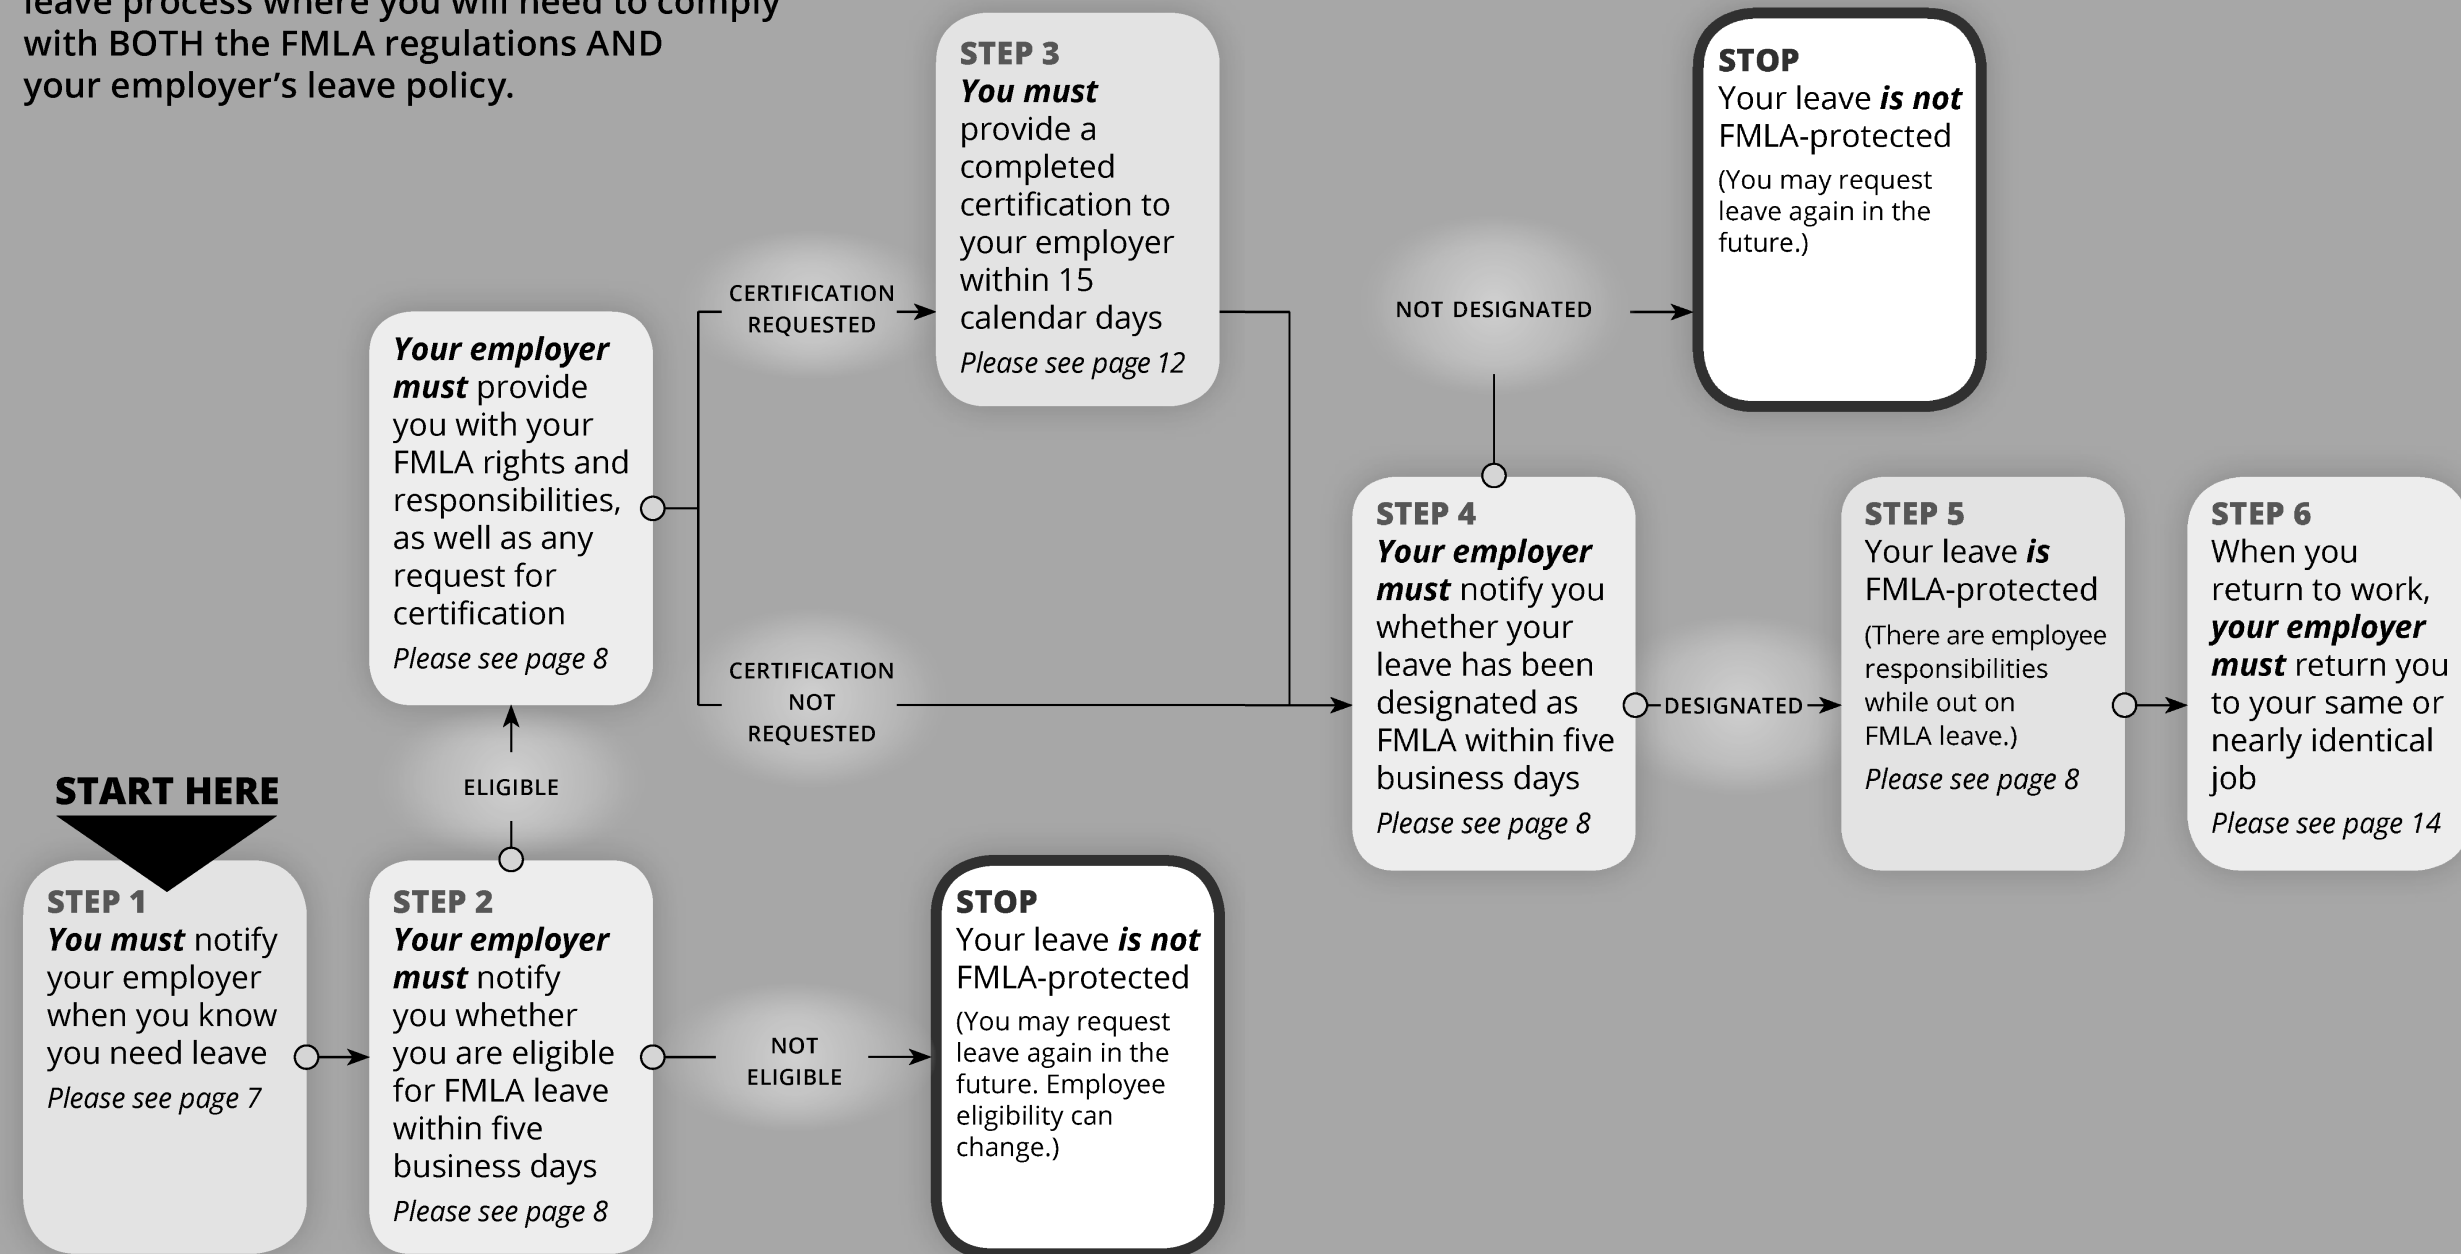 leave process where you will need to comply
with BOTH the FMLA regulations AND
your employer's leave policy.
START HERE
STEP 1
You must notify
your employer
when you know
you need leave
Please see page 7
STEP 2
Your employer
must notify
you whether
you are eligible
for FMLA leave
within five
business days
Please see page 8
NOT
ELIGIBLE
STOP
Your leave is not
FMLA-protected
(You may request
leave again in the
future. Employee
eligibility can
change.)
ELIGIBLE
Your employer
must provide
you with your
FMLA rights and
responsibilities,
as well as any
request for
certification
Please see page 8
CERTIFICATION
REQUESTED
STEP 3
You must
provide a
completed
certification to
your employer
within 15
calendar days
Please see page 12
CERTIFICATION
NOT
REQUESTED
STEP 4
Your employer
must notify you
whether your
leave has been
designated as
FMLA within five
business days
Please see page 8
NOT DESIGNATED
STOP
Your leave is not
FMLA-protected
(You may request
leave again in the
future.)
DESIGNATED
STEP 5
Your leave is
FMLA-protected
(There are employee
responsibilities
while out on
FMLA leave.)
Please see page 8
STEP 6
When you
return to work,
your employer
must return you
to your same or
nearly identical
job
Please see page 14